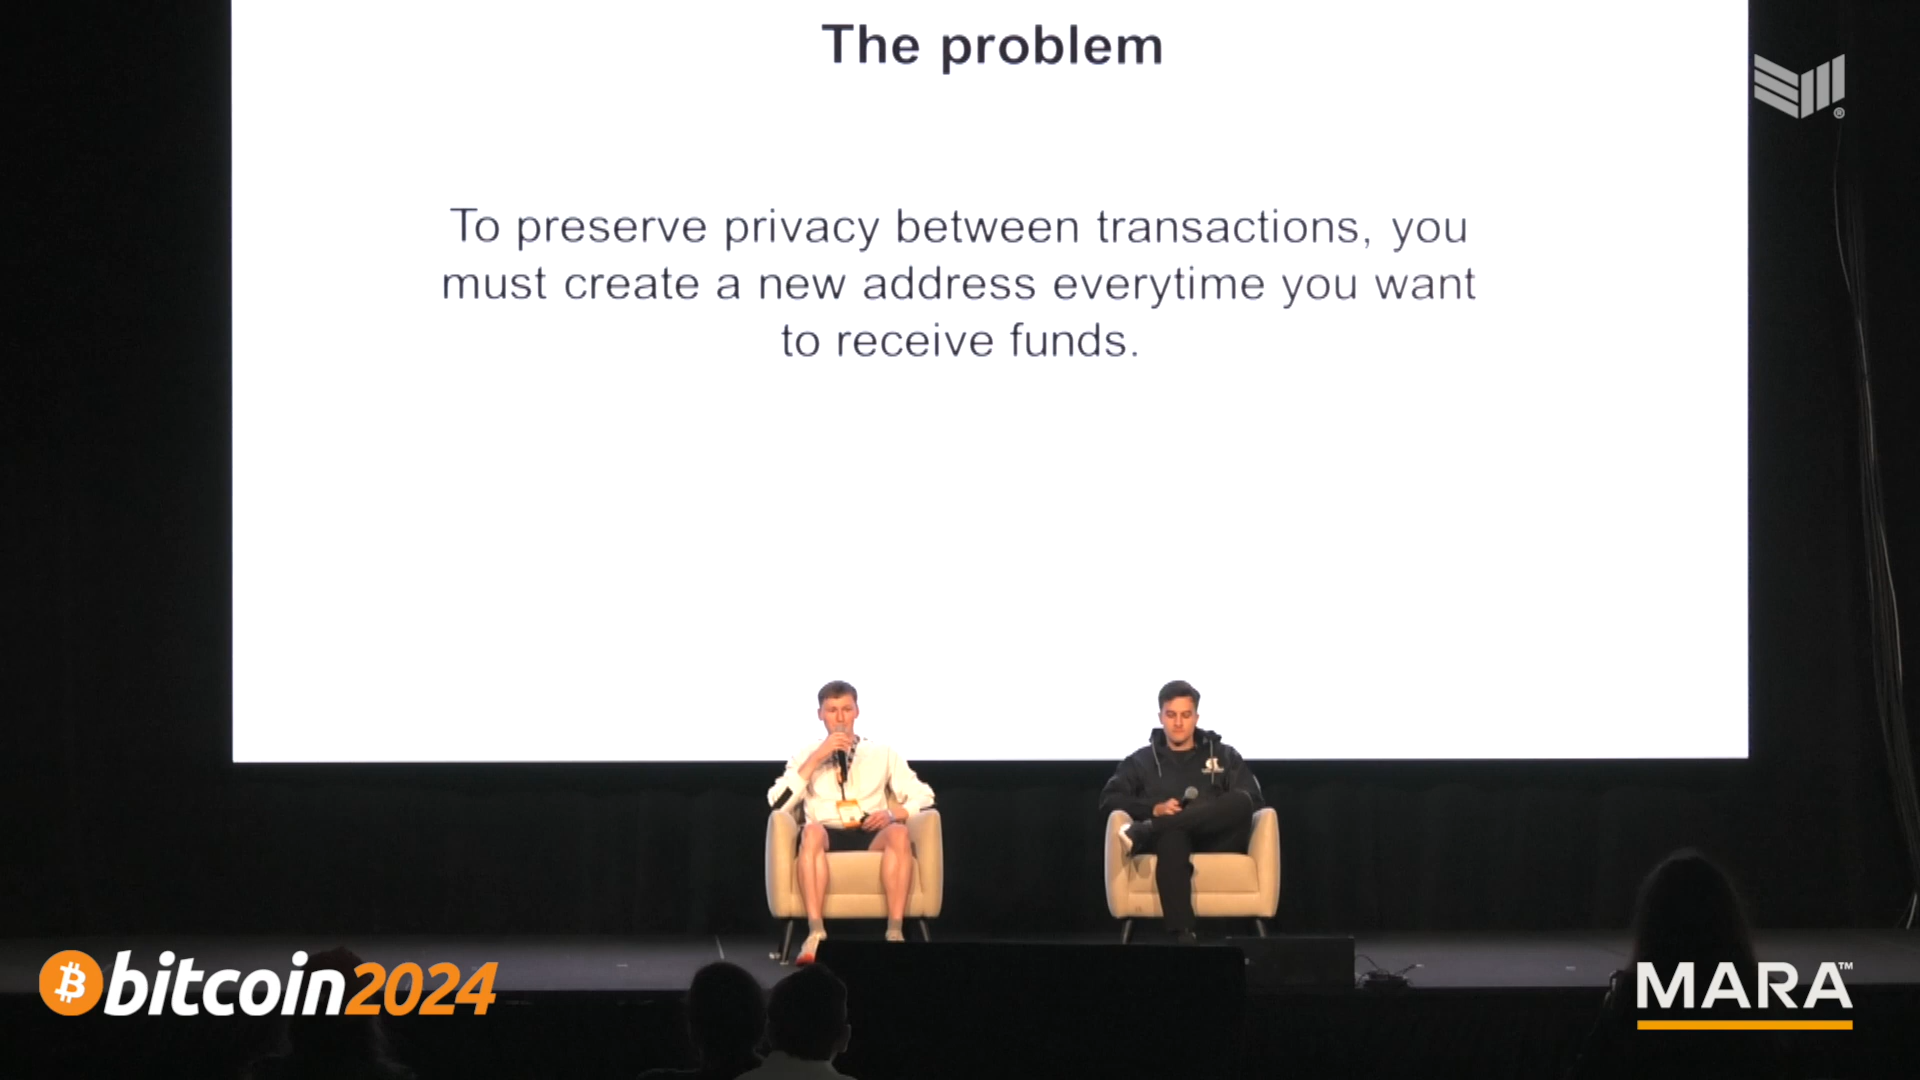 The problem
To preserve privacy between transactions, you
must create a new address everytime you want
to receive funds.
bitcoin2024
MARA™